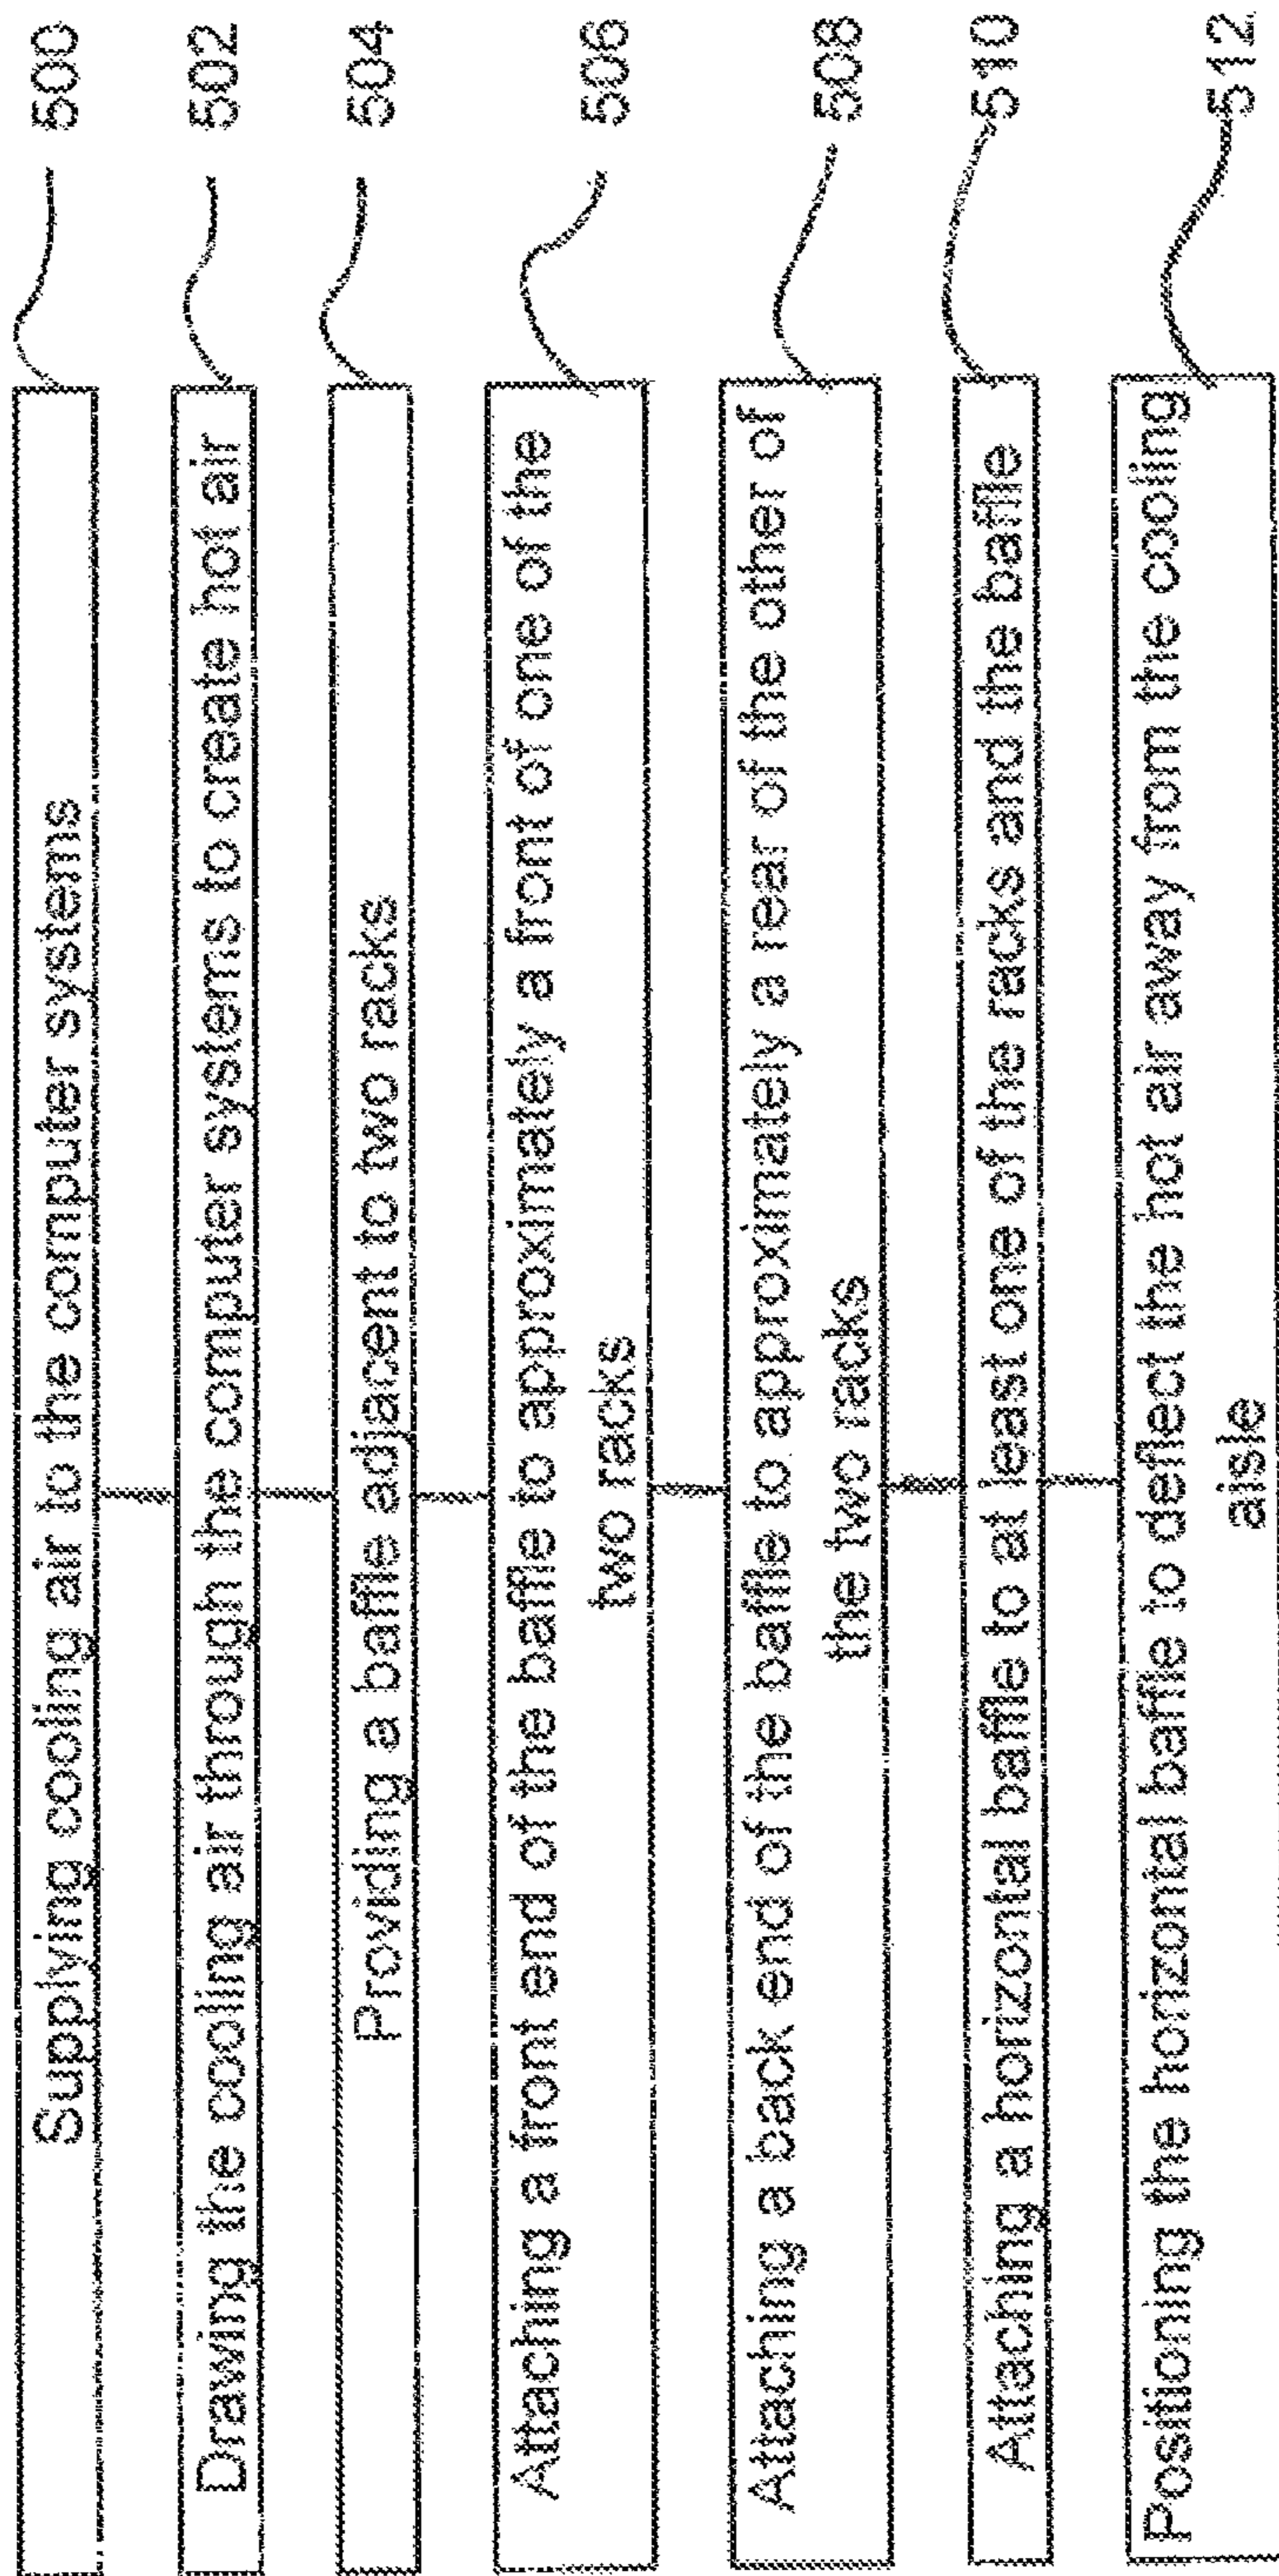 Supplying cooling air to the computer systems 500
Drawing the cooling air through the computer systems to create hot air 502
Providing a baffle adjacent to two racks 504
Attaching a front end of the baffle to approximately a front of one of the 506
two racks
Attaching a back end of the baffle to approximately a rear of the other of 508
the two racks
Attaching a horizontal baffle to at least one of the racks and the baffle 510
Positioning the horizontal baffle to deflect the hot air away from the cooling 512
aisle